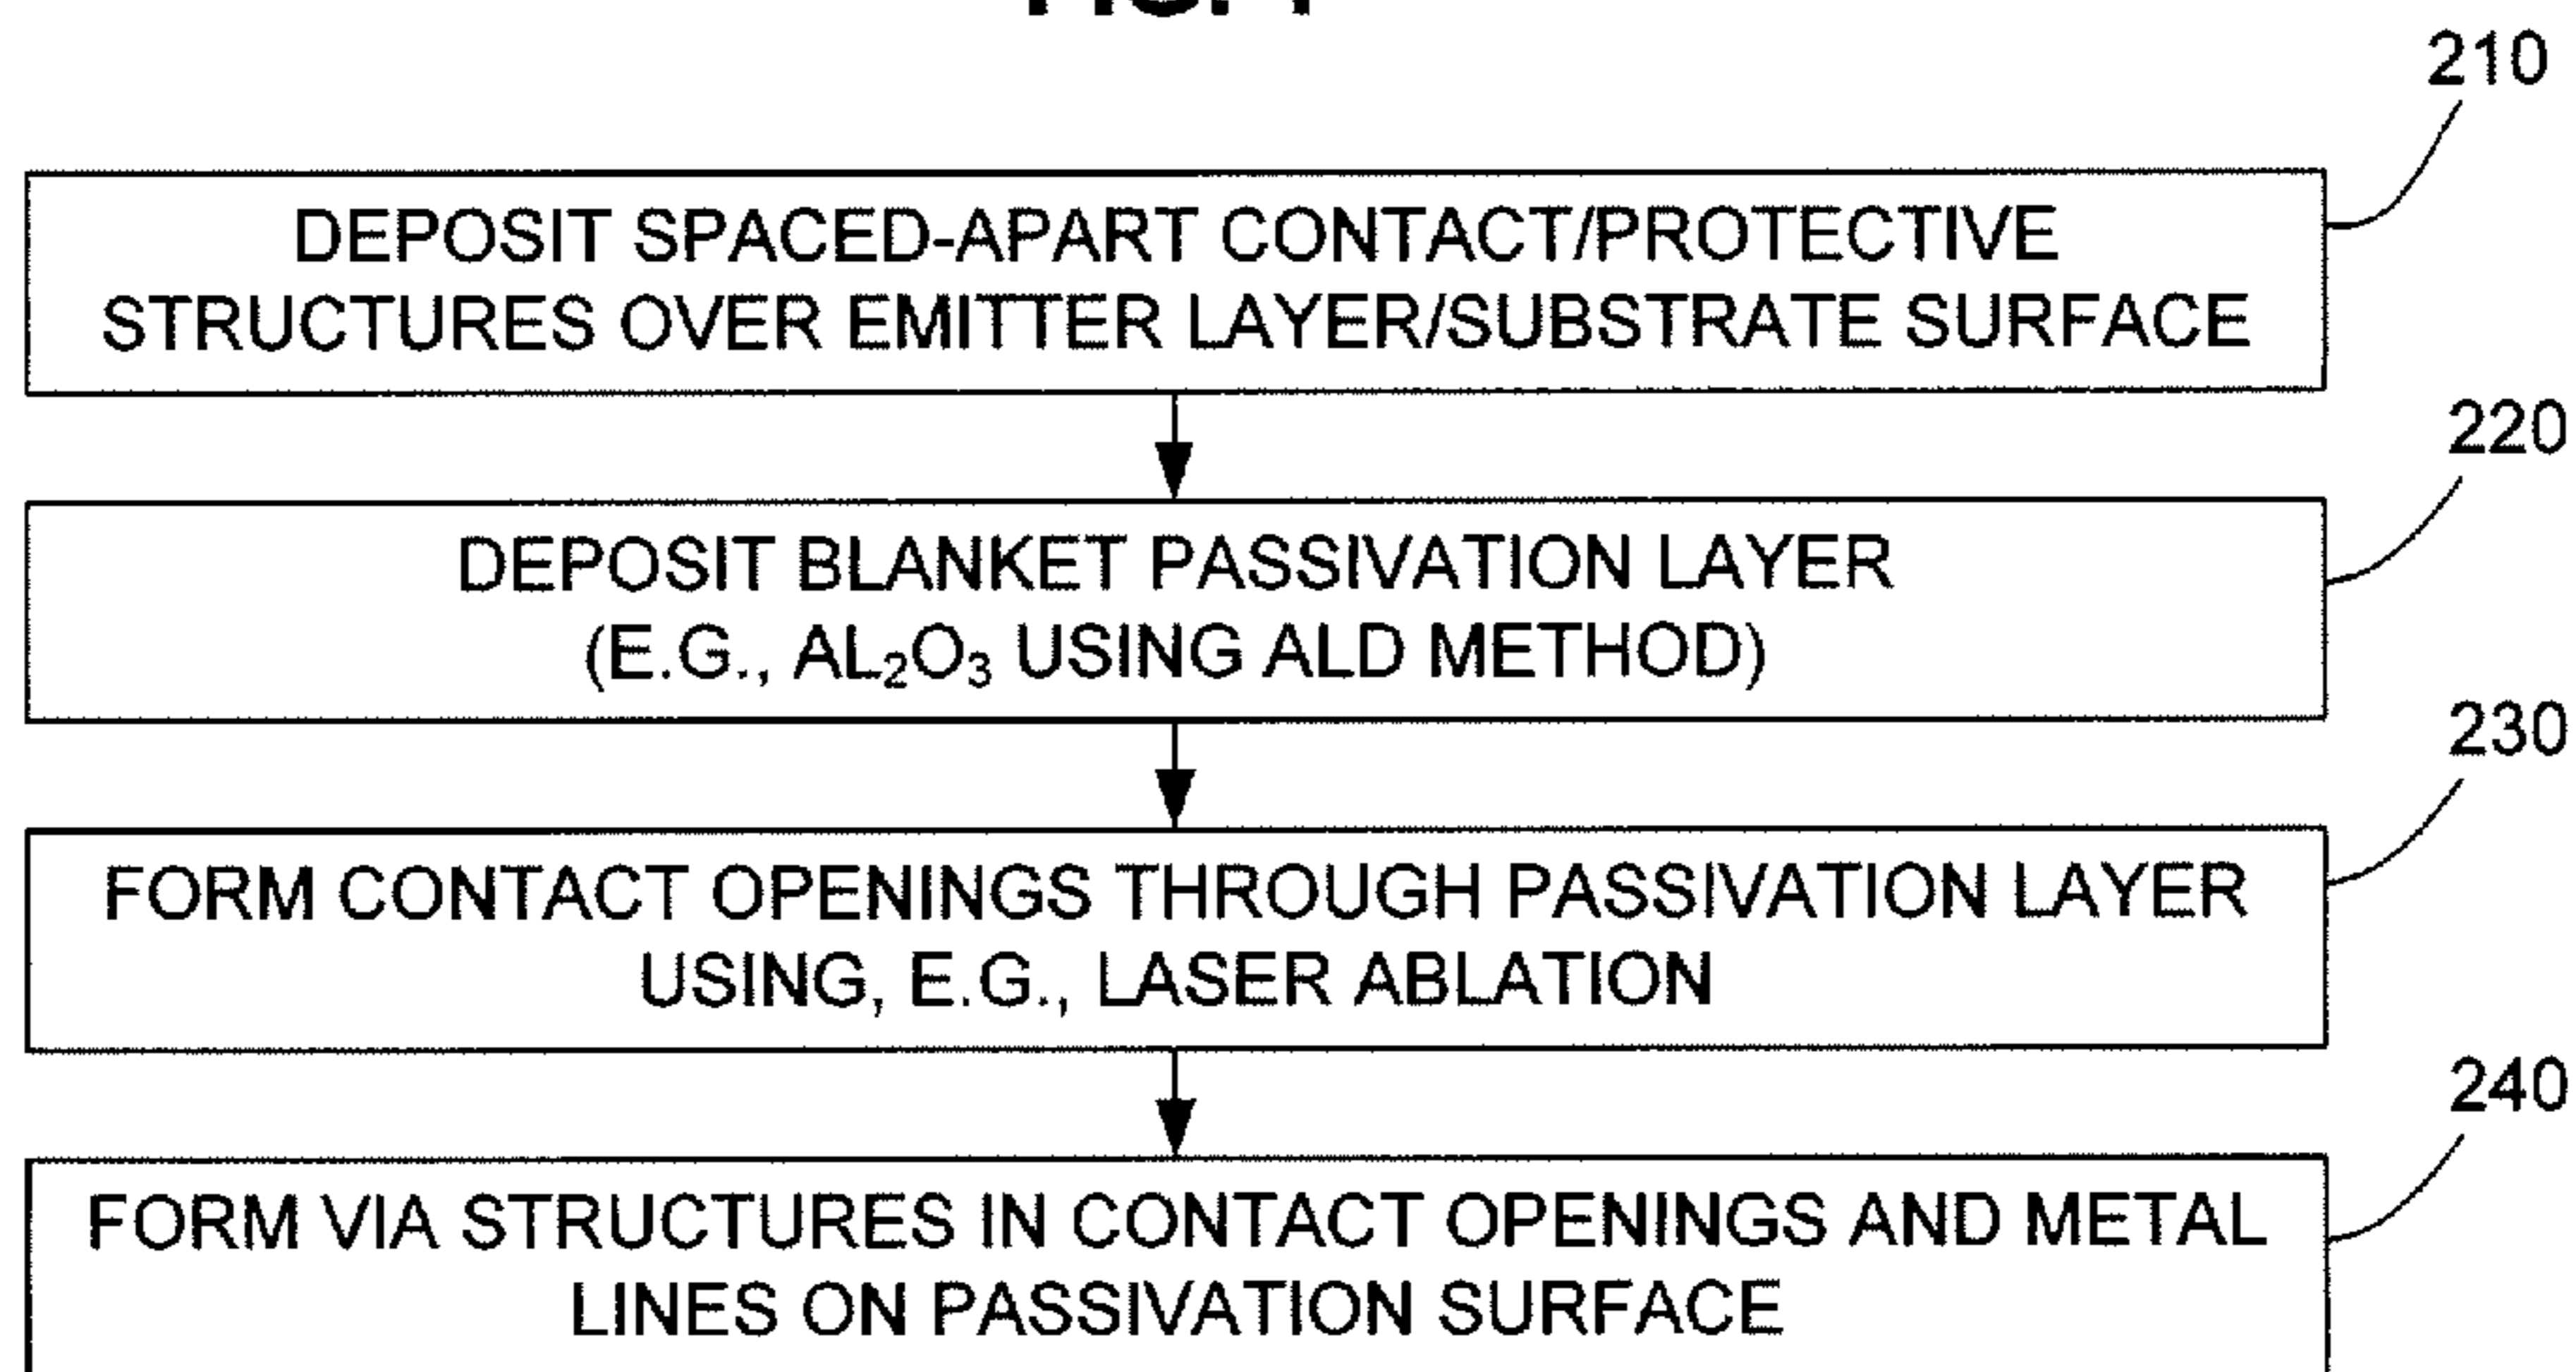 210
DEPOSIT SPACED-APART CONTACT/PROTECTIVE
STRUCTURES OVER EMITTER LAYER/SUBSTRATE SURFACE
220
DEPOSIT BLANKET PASSIVATION LAYER
(E.G., AL₂O₃ USING ALD METHOD)
230
FORM CONTACT OPENINGS THROUGH PASSIVATION LAYER
USING, E.G., LASER ABLATION
240
FORM VIA STRUCTURES IN CONTACT OPENINGS AND METAL
LINES ON PASSIVATION SURFACE